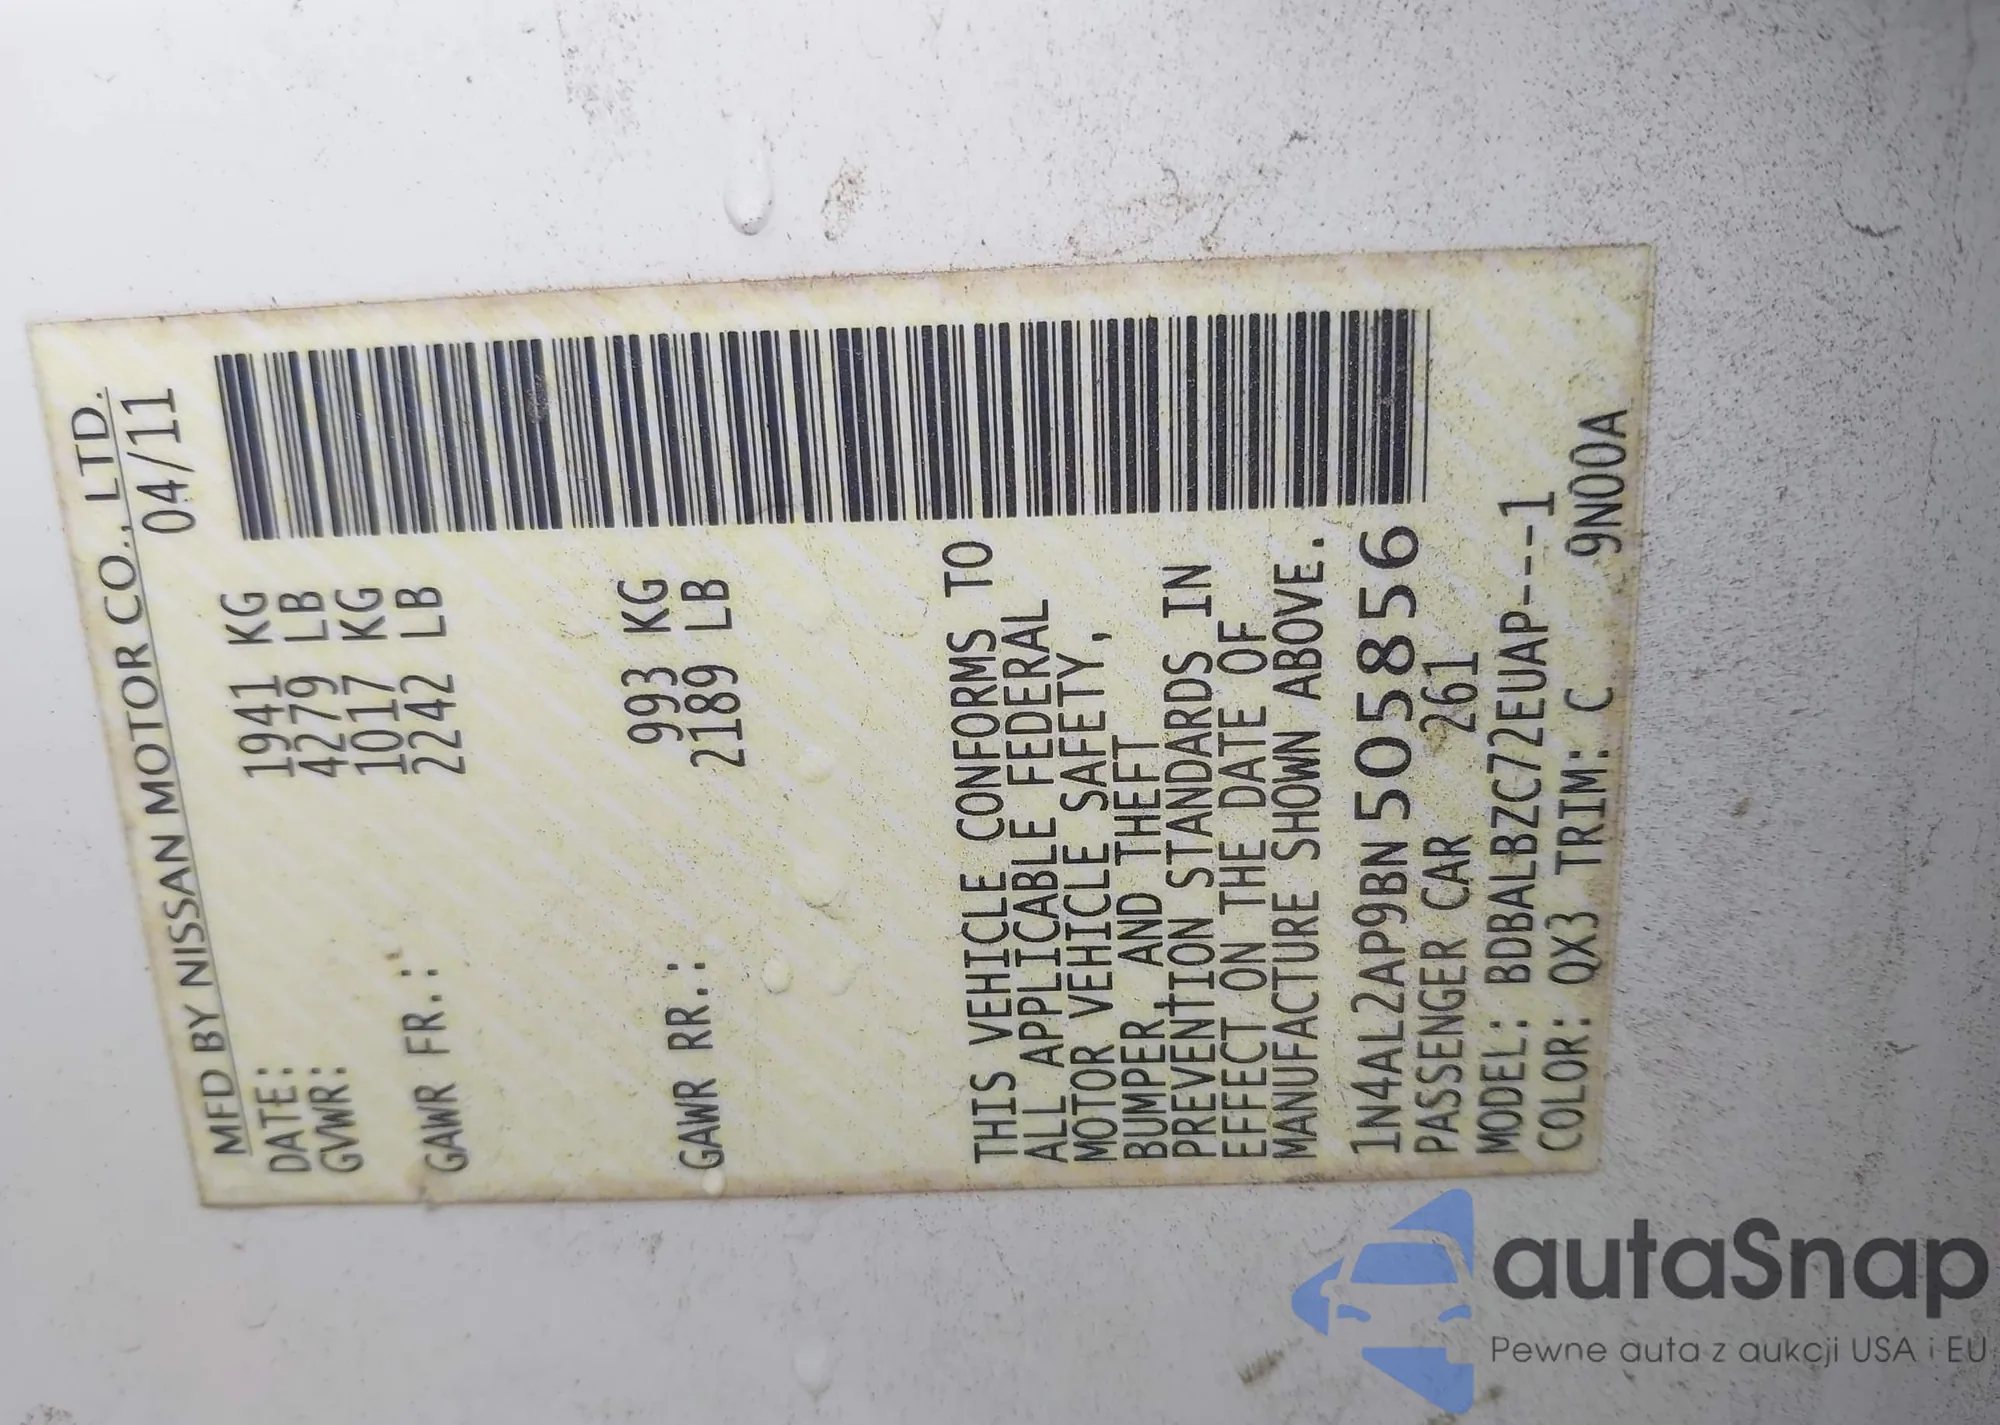 MFD BY NISSAN MOTOR CO., LTD.
DATE: 04/11
GVWR: 1941 KG
4279 LB
GAWR FR.: 1017 KG
2242 LB
GAWR RR.: 993 KG
2189 LB
THIS VEHICLE CONFORMS TO
ALL APPLICABLE FEDERAL
MOTOR VEHICLE SAFETY,
BUMPER, AND THEFT
PREVENTION STANDARDS IN
EFFECT ON THE DATE OF
MANUFACTURE SHOWN ABOVE.
1N4AL2AP9BN505856
PASSENGER CAR 261
MODEL: BDBALBZC72EUAP----1
COLOR: QX3 TRIM: C 9N00A
autaSnap
Pewne auta z aukcji USA i EU